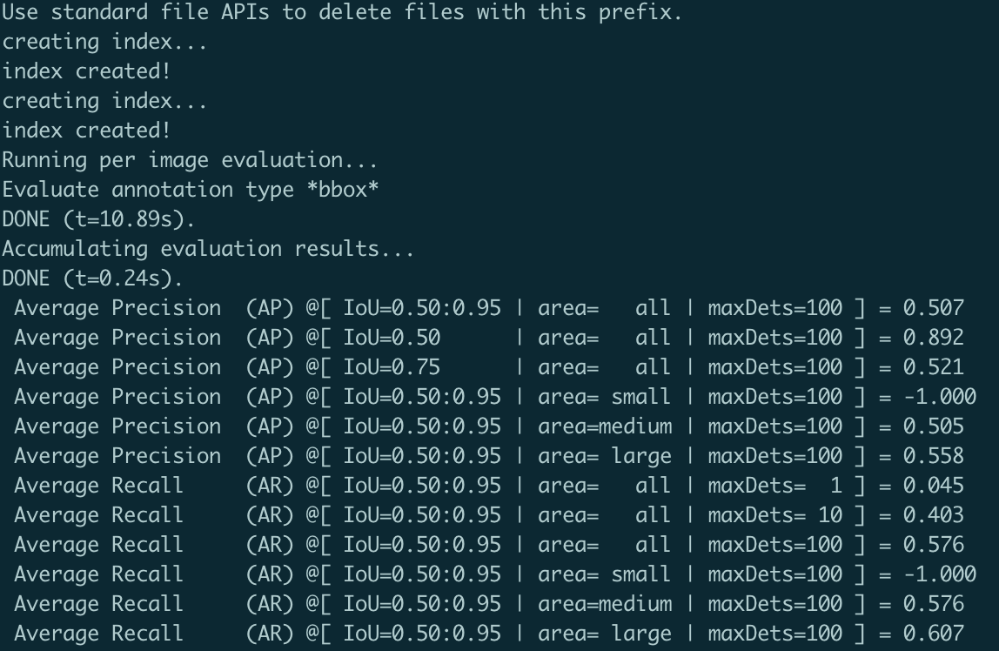 Use standard file APIs to delete files with this prefix.
creating index...
index created!
creating index...
index created!
Running per image evaluation...
Evaluate annotation type *bbox*
DONE (t=10.89s).
Accumulating evaluation results...
DONE (t=0.24s).
 Average Precision  (AP) @[ IoU=0.50:0.95 | area=   all | maxDets=100 ] = 0.507
 Average Precision  (AP) @[ IoU=0.50      | area=   all | maxDets=100 ] = 0.892
 Average Precision  (AP) @[ IoU=0.75      | area=   all | maxDets=100 ] = 0.521
 Average Precision  (AP) @[ IoU=0.50:0.95 | area= small | maxDets=100 ] = -1.000
 Average Precision  (AP) @[ IoU=0.50:0.95 | area=medium | maxDets=100 ] = 0.505
 Average Precision  (AP) @[ IoU=0.50:0.95 | area= large | maxDets=100 ] = 0.558
 Average Recall     (AR) @[ IoU=0.50:0.95 | area=   all | maxDets=  1 ] = 0.045
 Average Recall     (AR) @[ IoU=0.50:0.95 | area=   all | maxDets= 10 ] = 0.403
 Average Recall     (AR) @[ IoU=0.50:0.95 | area=   all | maxDets=100 ] = 0.576
 Average Recall     (AR) @[ IoU=0.50:0.95 | area= small | maxDets=100 ] = -1.000
 Average Recall     (AR) @[ IoU=0.50:0.95 | area=medium | maxDets=100 ] = 0.576
 Average Recall     (AR) @[ IoU=0.50:0.95 | area= large | maxDets=100 ] = 0.607